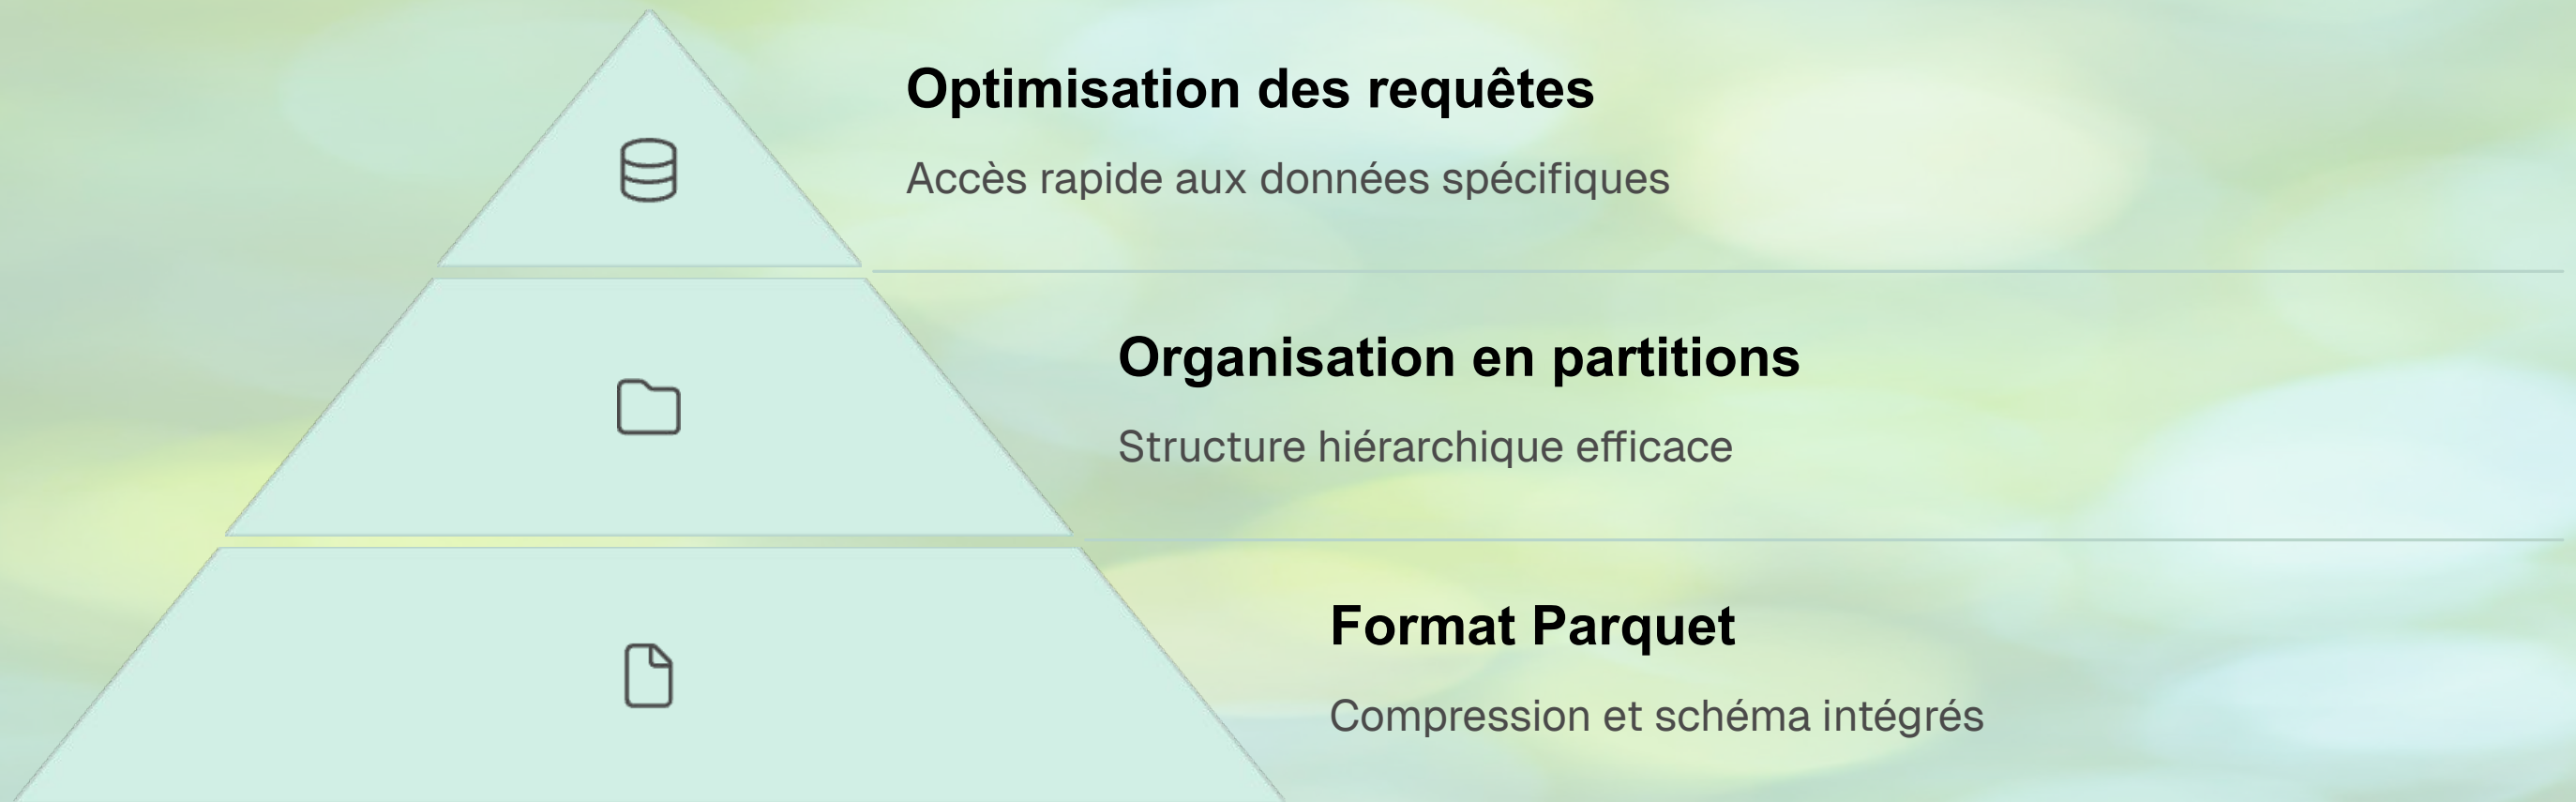 Optimisation des requêtes
Accès rapide aux données spécifiques
Organisation en partitions
Structure hiérarchique efficace
Format Parquet
Compression et schéma intégrés